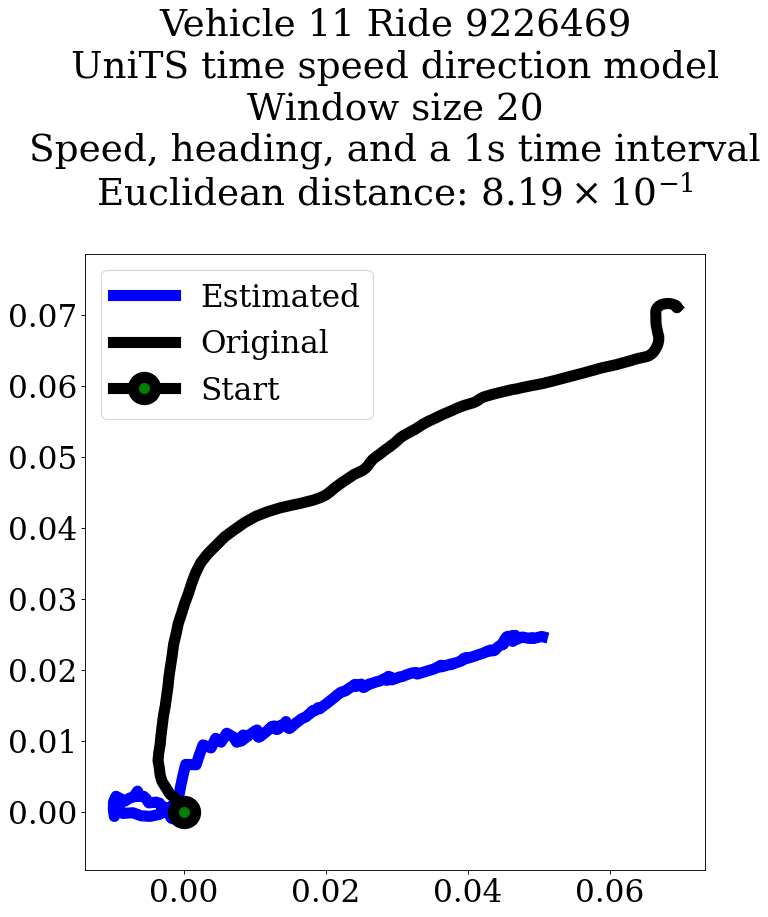 Vehicle 11 Ride 9226469
UniTS time speed direction model
Window size 20
Speed, heading, and a 1s time interval
Euclidean distance: 8.19 × 10⁻¹
Estimated
Original
Start
0.07
0.06
0.05
0.04
0.03
0.02
0.01
0.00
0.00 0.02 0.04 0.06